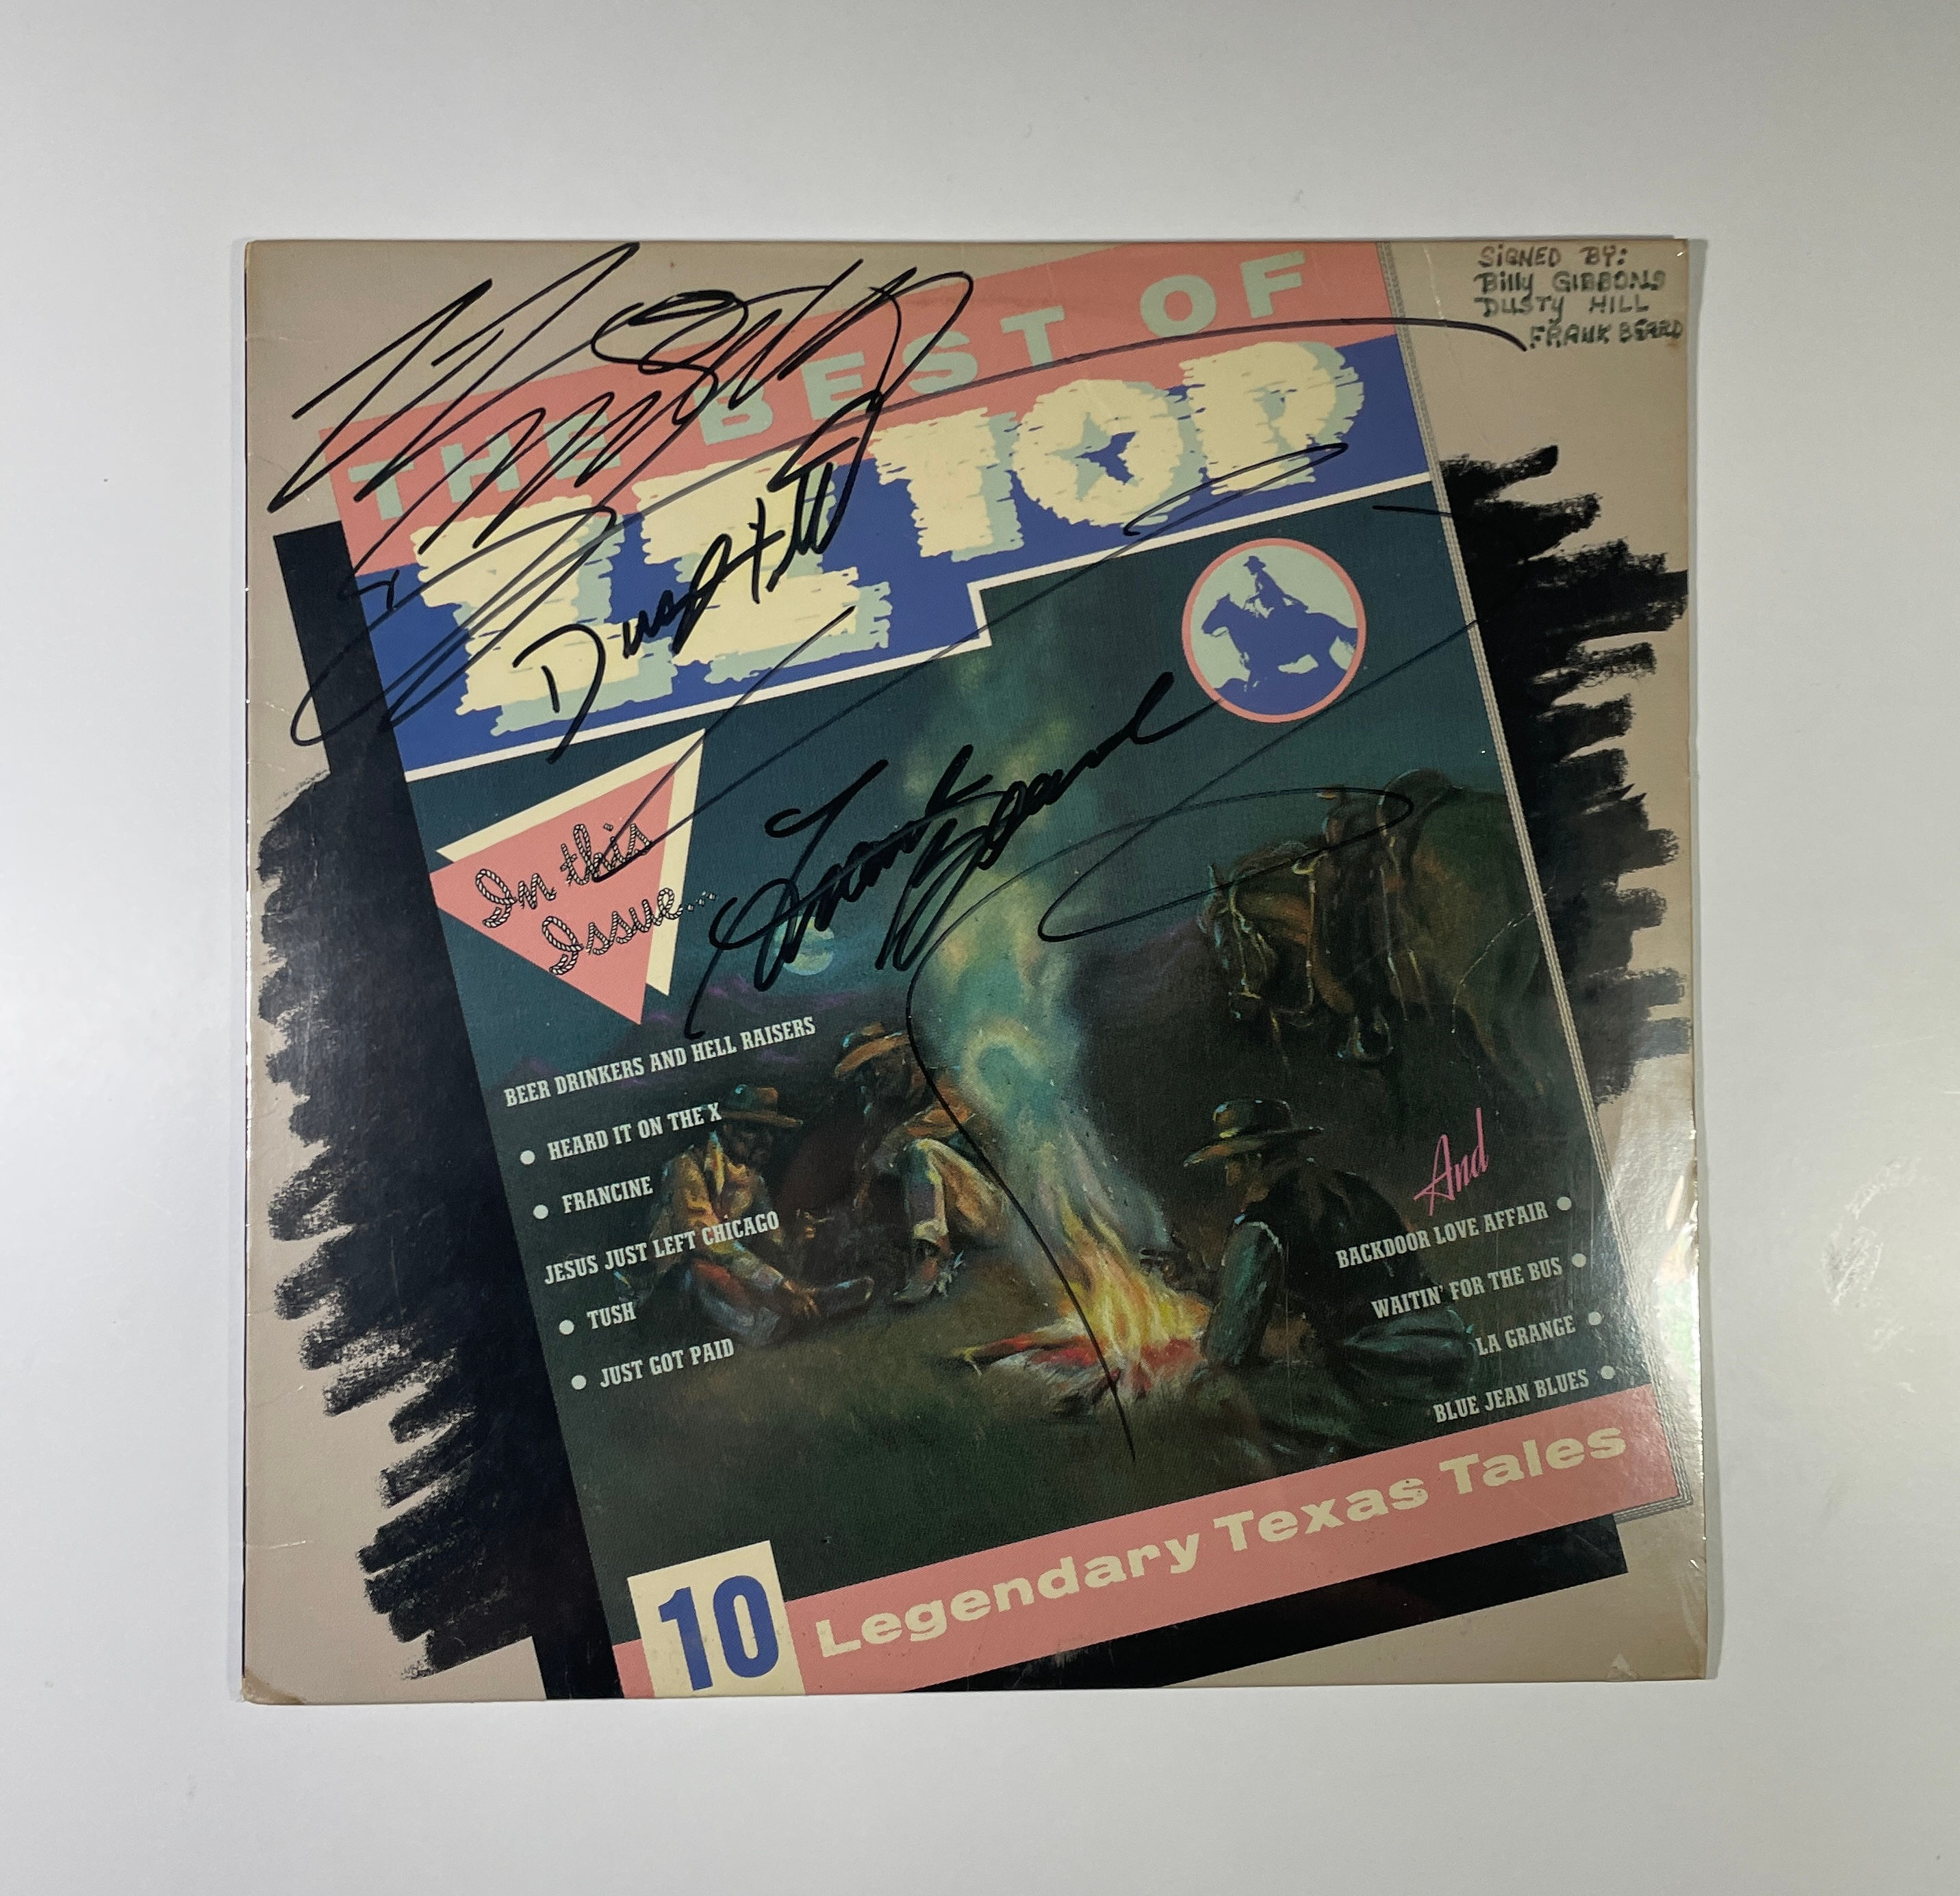 SIGNED BY:
Billy GIBBONS
DUSTY HILL
FRANK BEARD
THE BEST OF
ZZ TOP
Dusty Hill
Frank Beard
In this
Issue...
BEER DRINKERS AND HELL RAISERS
• HEARD IT ON THE X
• FRANCINE
JESUS JUST LEFT CHICAGO
• TUSH
• JUST GOT PAID
And
BACKDOOR LOVE AFFAIR •
WAITIN' FOR THE BUS •
LA GRANGE •
BLUE JEAN BLUES •
10 Legendary Texas Tales